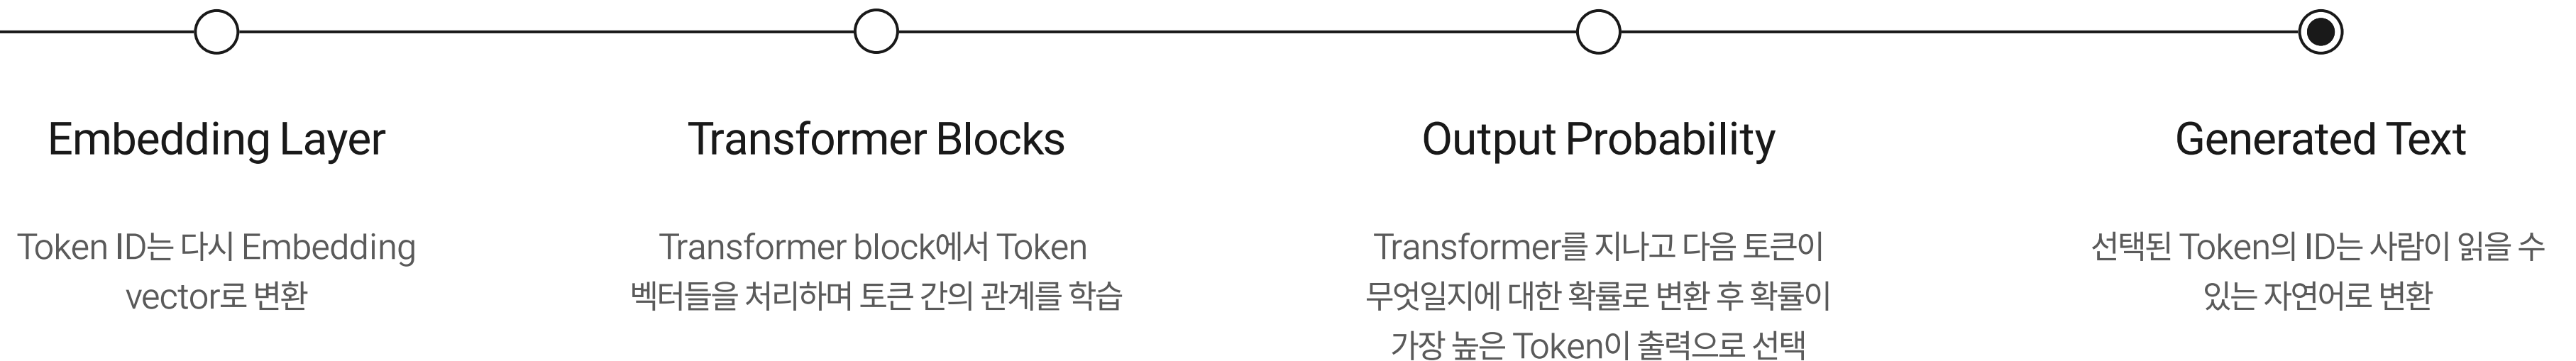 Embedding Layer
Token ID는 다시 Embedding
vector로 변환
Transformer Blocks
Transformer block에서 Token
벡터들을 처리하며 토큰 간의 관계를 학습
Output Probability
Transformer를 지나고 다음 토큰이
무엇일지에 대한 확률로 변환 후 확률이
가장 높은 Token이 출력으로 선택
Generated Text
선택된 Token의 ID는 사람이 읽을 수
있는 자연어로 변환